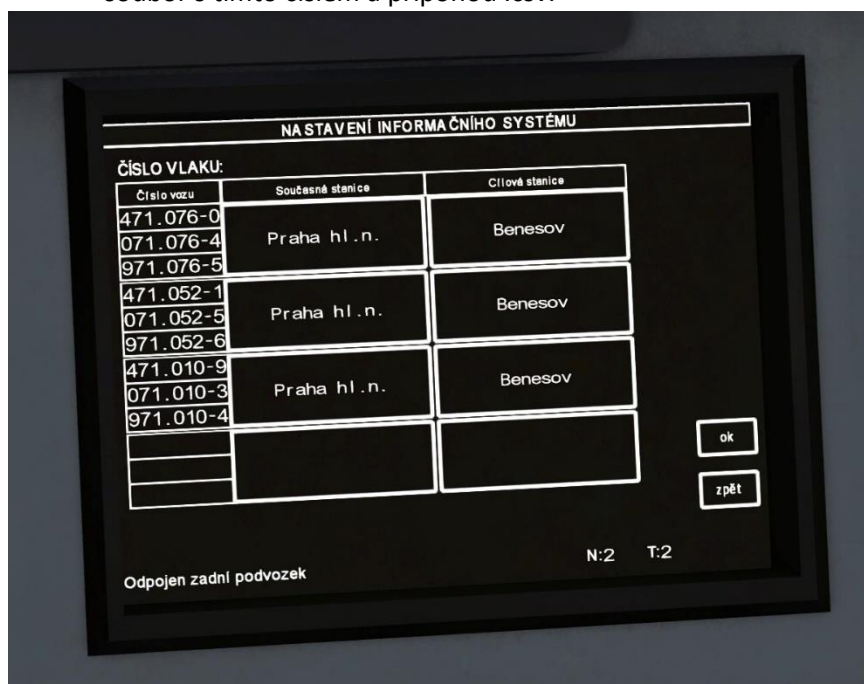 NASTAVENÍ INFORMAČNÍHO SYSTÉMU
ČÍSLO VLAKU:
Číslo vozu Současná stanice Cílová stanice
471.076-0
071.076-4 Praha hl.n. Benesov
971.076-5
471.052-1
071.052-5 Praha hl.n. Benesov
971.052-6
471.010-9
071.010-3 Praha hl.n. Benesov
971.010-4
ok
zpět
N:2 T:2
Odpojen zadní podvozek